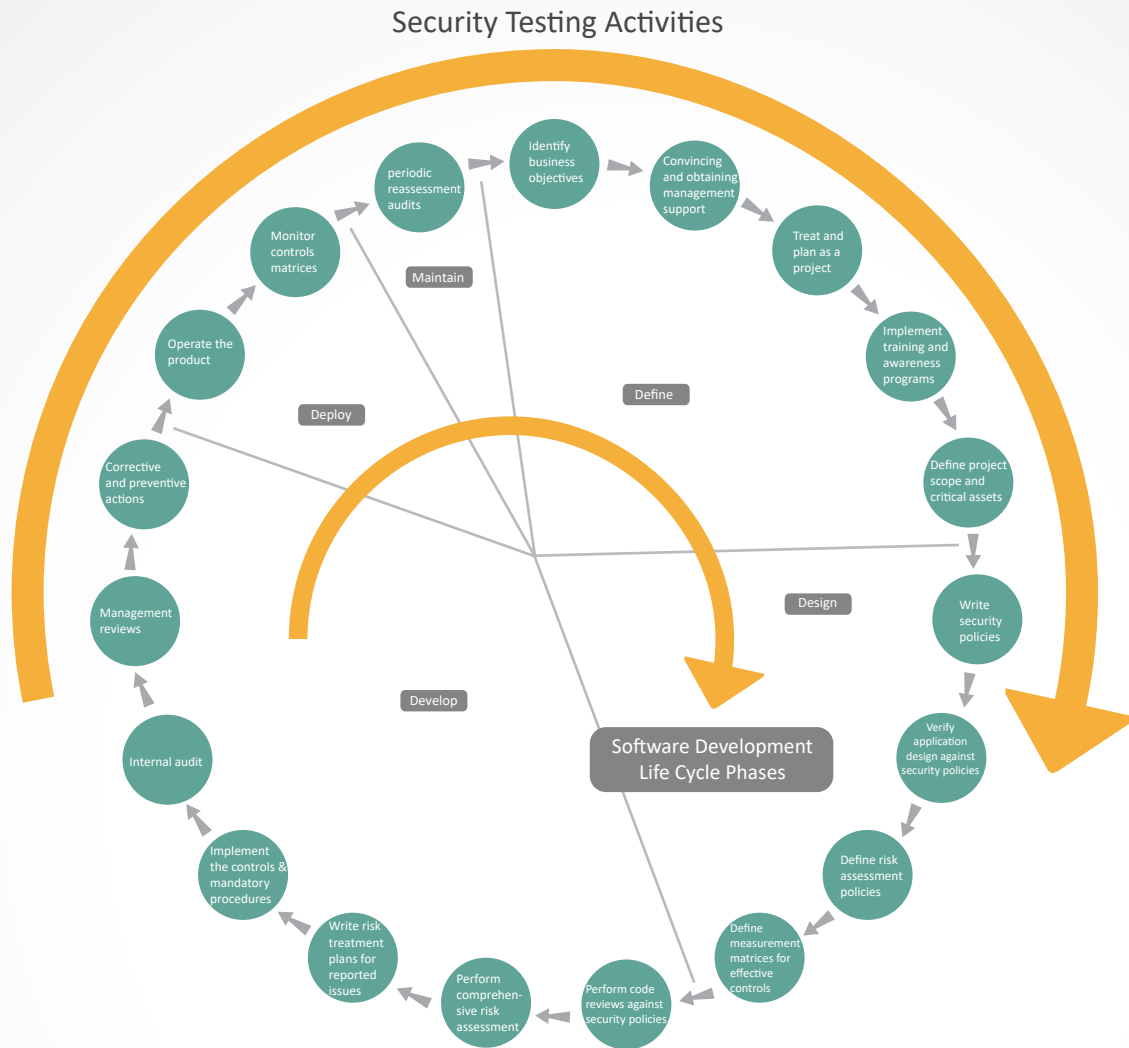 Security Testing Activities
Identify
business
objectives
Convincing
and obtaining
management
support
Treat and
plan as a
project
Implement
training and
awareness
programs
Define project
scope and
critical assets
Write
security
policies
Verify
application
design against
security policies
Define risk
assessment
policies
Define
measurement
matrices for
effective
controls
Perform code
reviews against
security policies
Perform
comprehen-
sive risk
assessment
Write risk
treatment
plans for
reported
issues
Implement
the controls &
mandatory
procedures
Internal audit
Management
reviews
Corrective
and preventive
actions
Operate the
product
Monitor
controls
matrices
periodic
reassessment
audits
Maintain
Define
Deploy
Design
Develop
Software Development
Life Cycle Phases